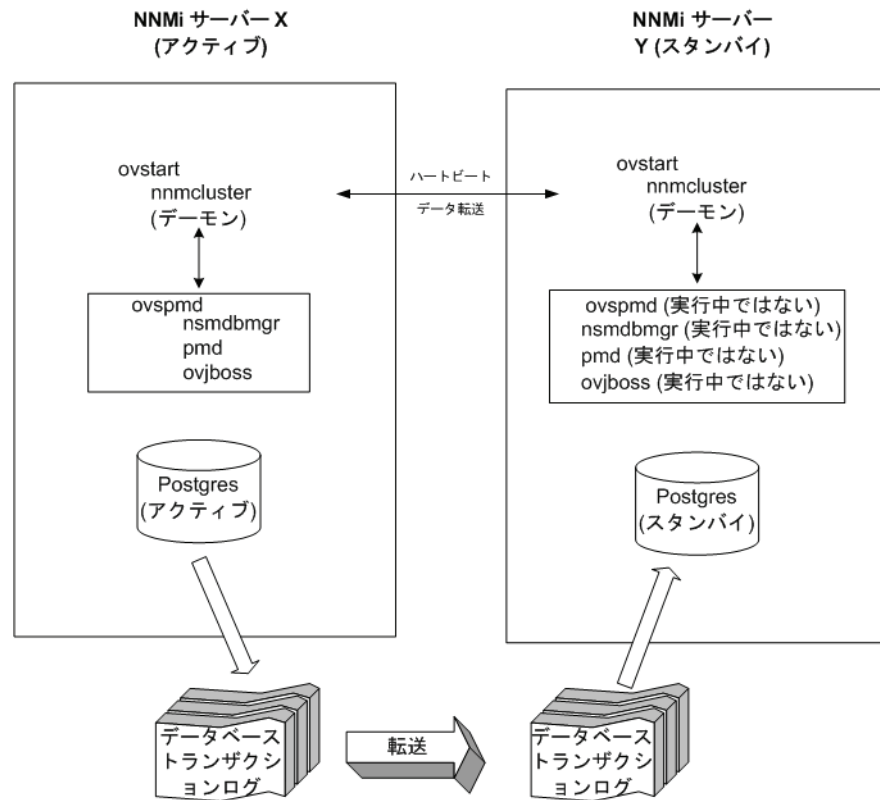 NNMi サーバー X
(アクティブ)
NNMi サーバー
Y (スタンバイ)
ovstart
nnmcluster
(デーモン)
ハートビート
データ転送
ovstart
nnmcluster
(デーモン)
ovspmd
nsmdbmgr
pmd
ovjboss
ovspmd (実行中ではない)
nsmdbmgr (実行中ではない)
pmd (実行中ではない)
ovjboss (実行中ではない)
Postgres
(アクティブ)
Postgres
(スタンバイ)
データベース
トランザクシ
ョンログ
転送
データベース
トランザクシ
ョンログ